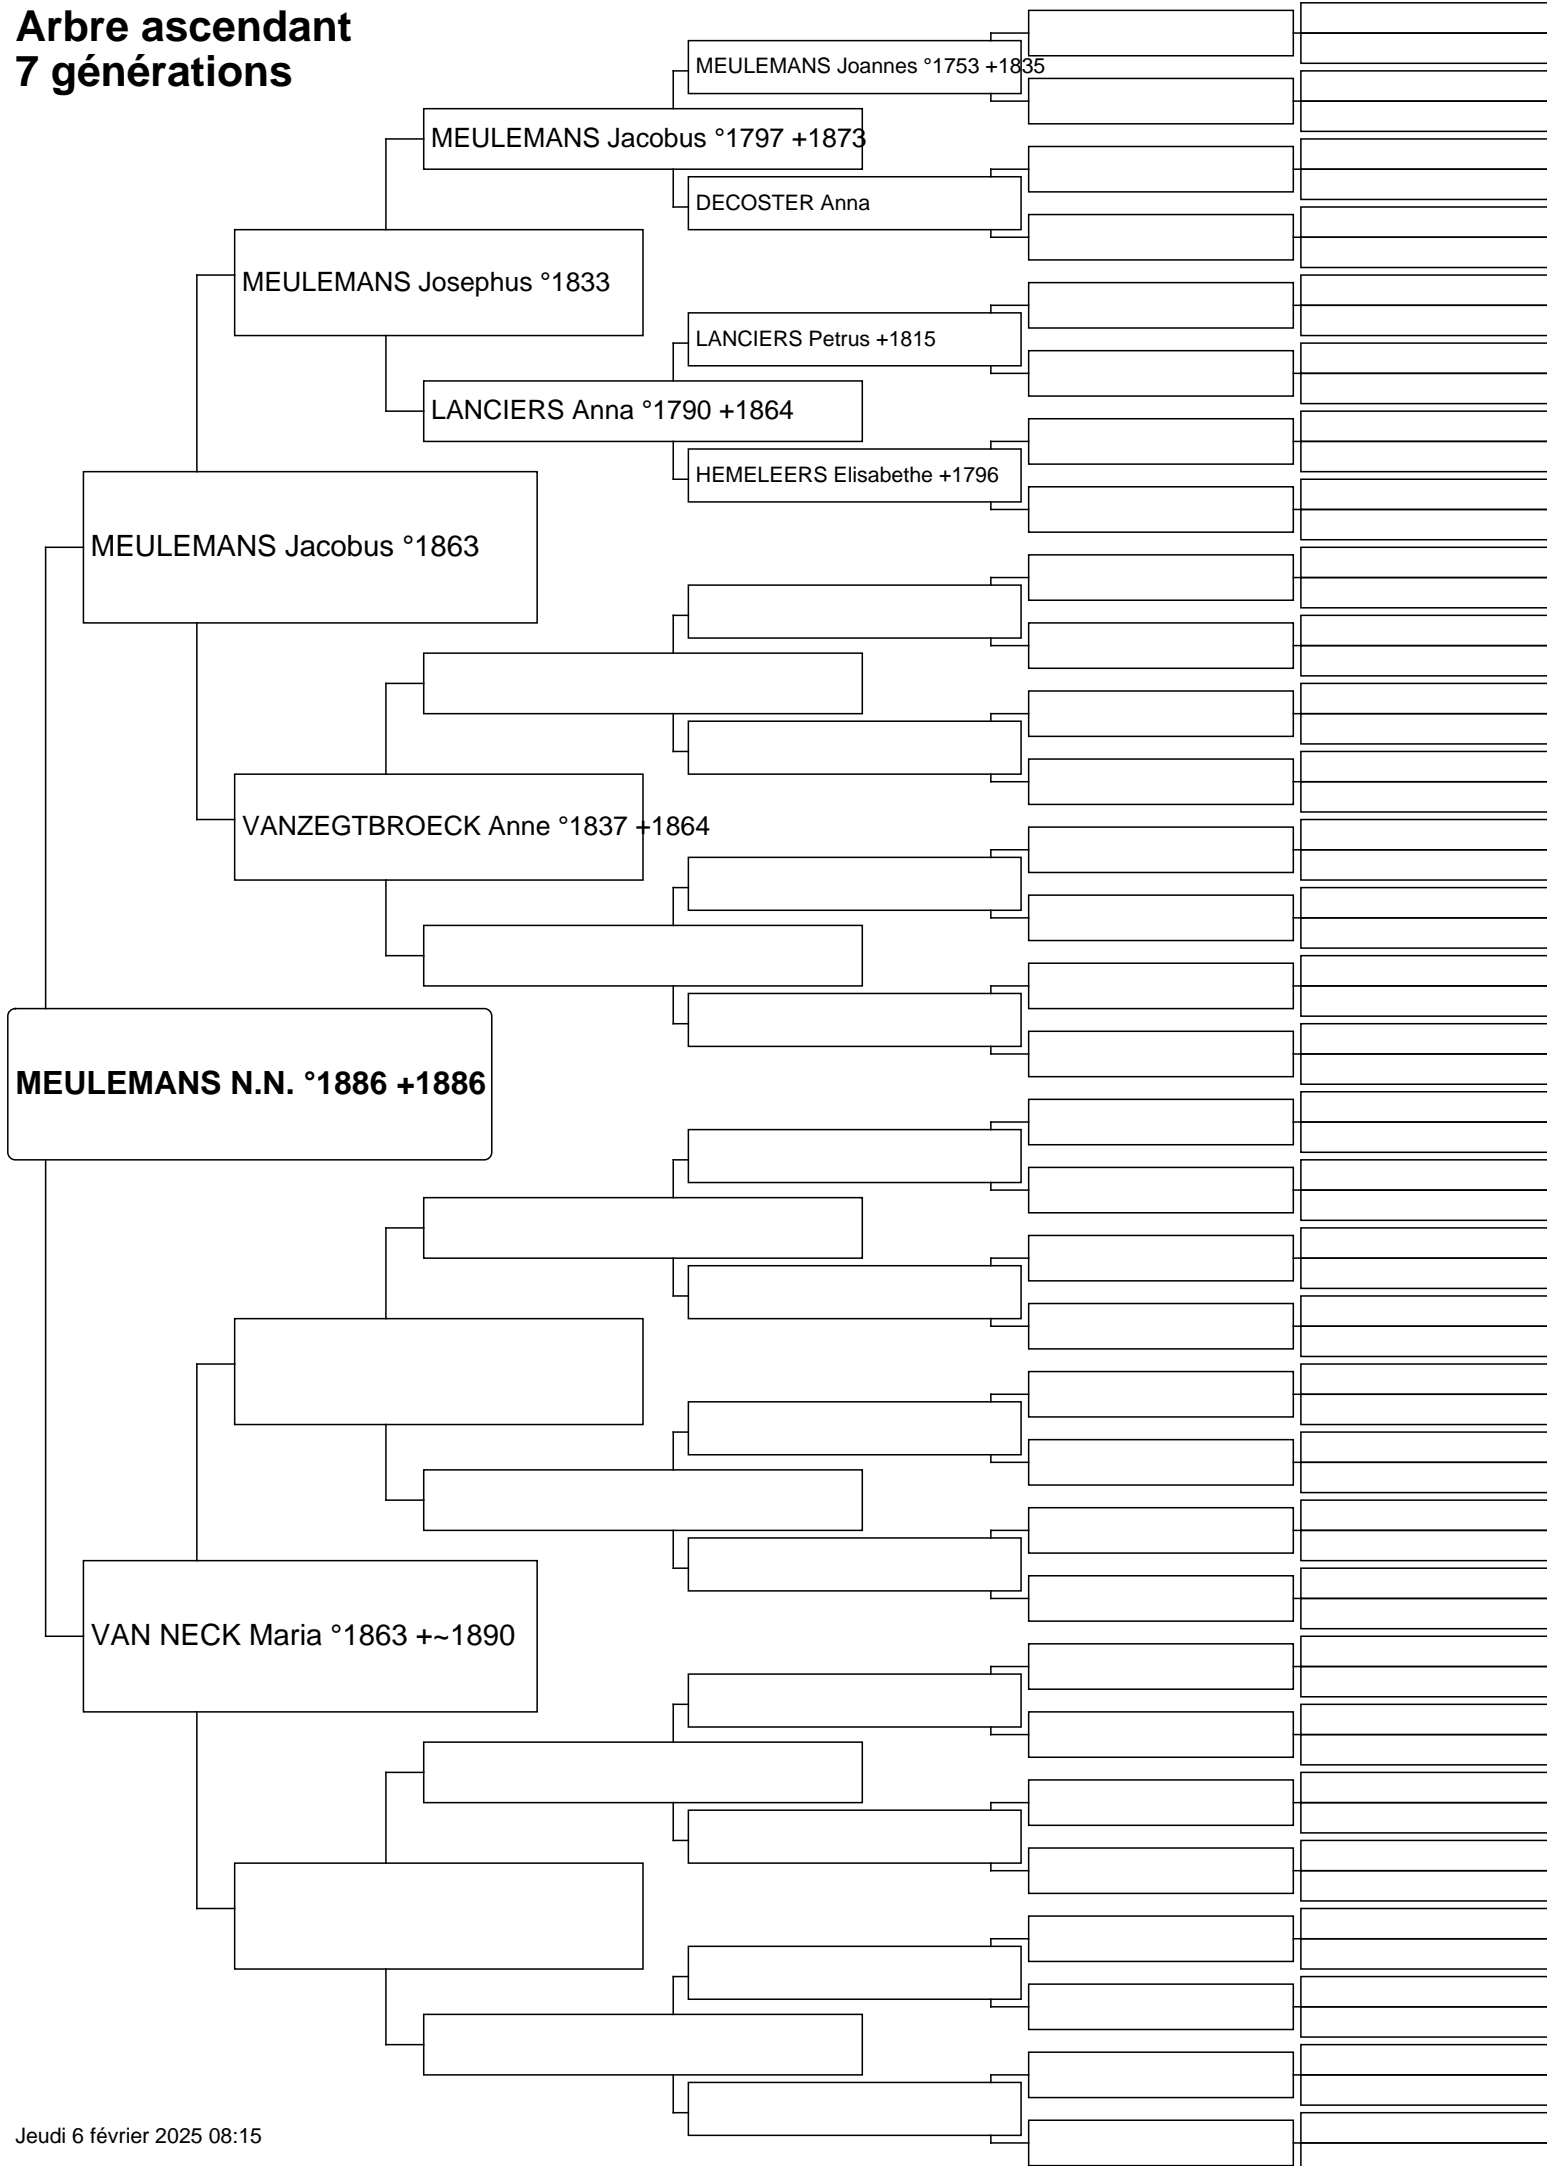 Arbre ascendant
7 générations
MEULEMANS Joannes °1753 +1835
MEULEMANS Jacobus °1797 +1873
DECOSTER Anna
MEULEMANS Josephus °1833
LANCIERS Petrus +1815
LANCIERS Anna °1790 +1864
HEMELEERS Elisabethe +1796
MEULEMANS Jacobus °1863
VANZEGTBROECK Anne °1837 +1864
MEULEMANS N.N. °1886 +1886
VAN NECK Maria °1863 +~1890
Jeudi 6 février 2025 08:15